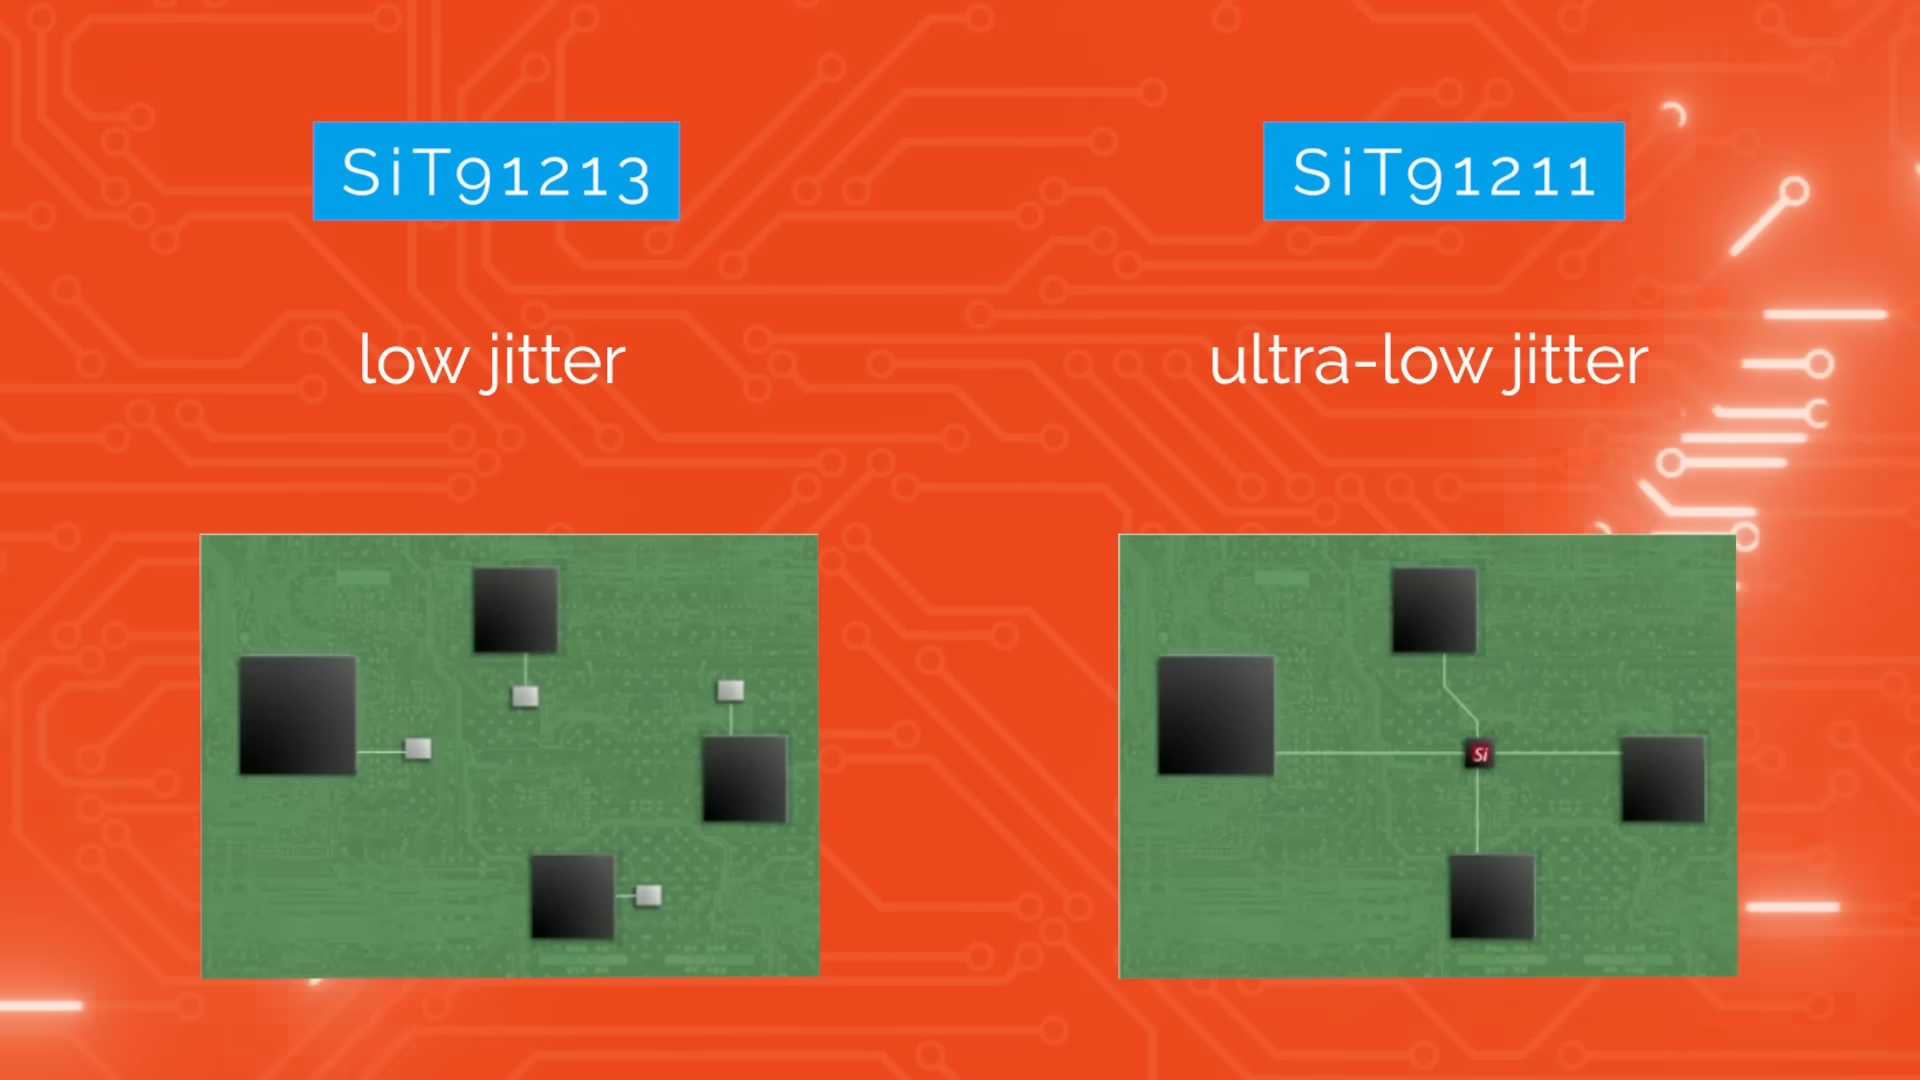 SiT91213
SiT91211
low jitter
ultra-low jitter
Si